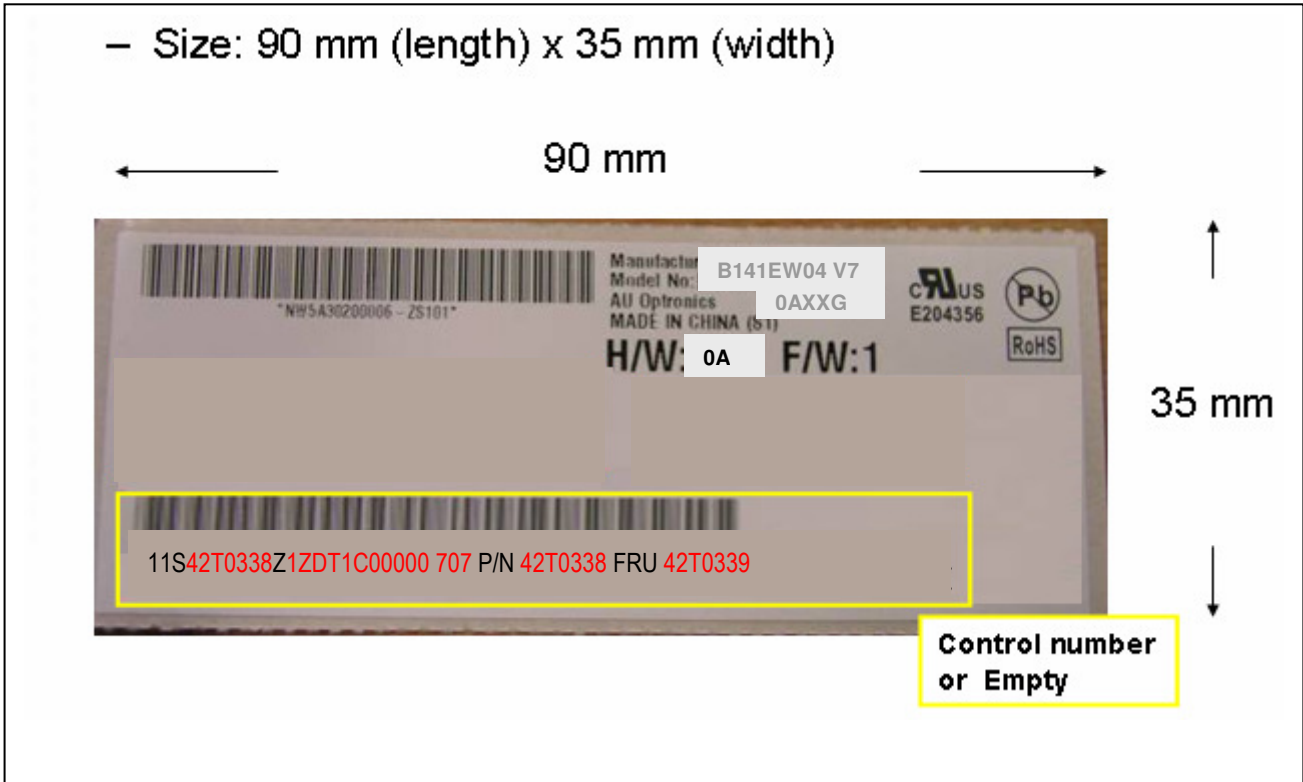 – Size: 90 mm (length) x 35 mm (width)
90 mm
Manufactur
B141EW04 V7
Model No:
AU Optronics
0AXXG
MADE IN CHINA (S1)
H/W: 0A F/W:1
*NW5A30200006-ZS101*
c RU US
E204356
Pb
RoHS
35 mm
11S42T0338Z1ZDT1C00000 707 P/N 42T0338 FRU 42T0339
Control number
or Empty